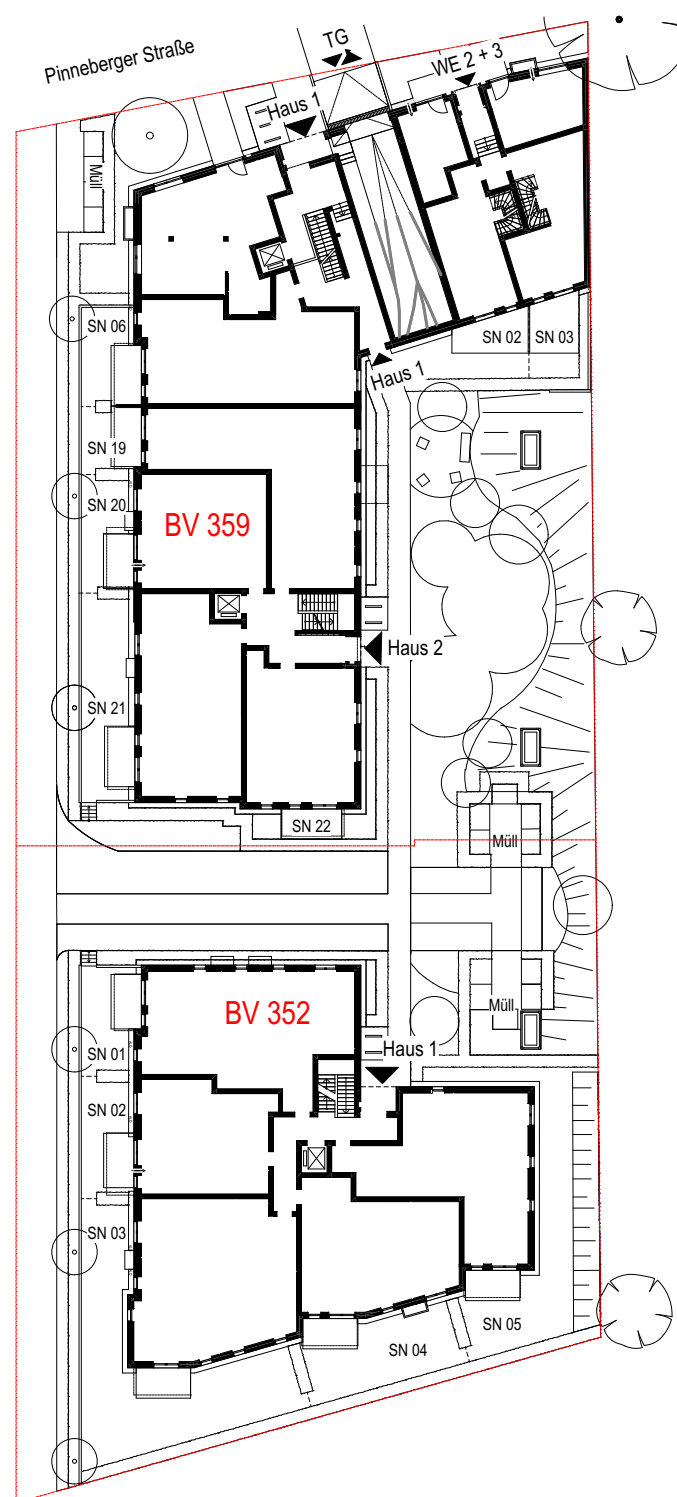 Pinneberger Straße
TG
WE 2 + 3
Haus 1
Müll
SN 06
SN 02
SN 03
Haus 1
SN 19
SN 20
BV 359
Haus 2
SN 21
SN 22
Müll
BV 352
Müll
SN 01
Haus 1
SN 02
SN 03
SN 05
SN 04